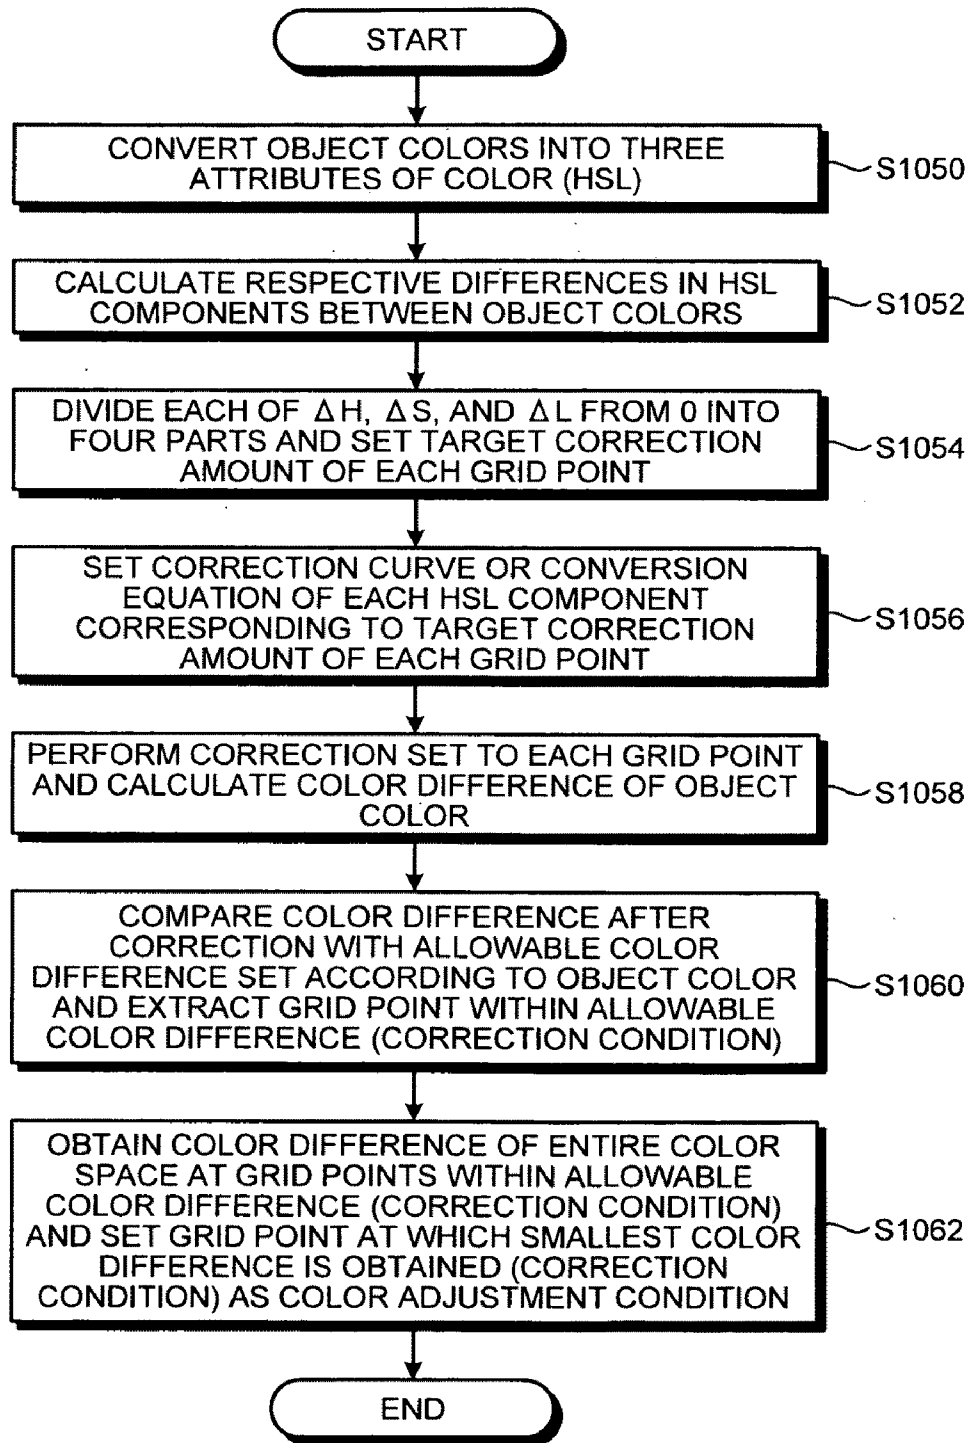 START
CONVERT OBJECT COLORS INTO THREE
ATTRIBUTES OF COLOR (HSL)
S1050
CALCULATE RESPECTIVE DIFFERENCES IN HSL
COMPONENTS BETWEEN OBJECT COLORS
S1052
DIVIDE EACH OF ΔH, ΔS, AND ΔL FROM 0 INTO
FOUR PARTS AND SET TARGET CORRECTION
AMOUNT OF EACH GRID POINT
S1054
SET CORRECTION CURVE OR CONVERSION
EQUATION OF EACH HSL COMPONENT
CORRESPONDING TO TARGET CORRECTION
AMOUNT OF EACH GRID POINT
S1056
PERFORM CORRECTION SET TO EACH GRID POINT
AND CALCULATE COLOR DIFFERENCE OF OBJECT
COLOR
S1058
COMPARE COLOR DIFFERENCE AFTER
CORRECTION WITH ALLOWABLE COLOR
DIFFERENCE SET ACCORDING TO OBJECT COLOR
AND EXTRACT GRID POINT WITHIN ALLOWABLE
COLOR DIFFERENCE (CORRECTION CONDITION)
S1060
OBTAIN COLOR DIFFERENCE OF ENTIRE COLOR
SPACE AT GRID POINTS WITHIN ALLOWABLE
COLOR DIFFERENCE (CORRECTION CONDITION)
AND SET GRID POINT AT WHICH SMALLEST COLOR
DIFFERENCE IS OBTAINED (CORRECTION
CONDITION) AS COLOR ADJUSTMENT CONDITION
S1062
END